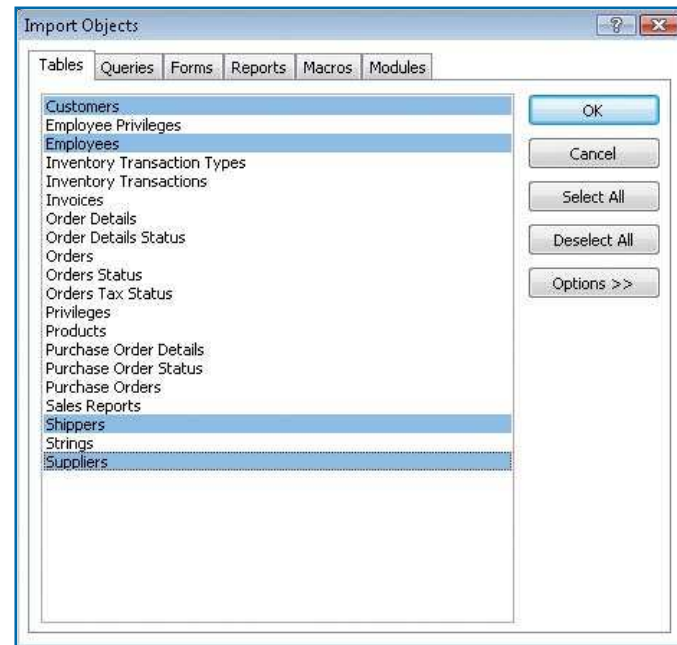 Import Objects
Tables Queries Forms Reports Macros Modules
Customers
Employee Privileges
Employees
Inventory Transaction Types
Inventory Transactions
Invoices
Order Details
Order Details Status
Orders
Orders Status
Orders Tax Status
Privileges
Products
Purchase Order Details
Purchase Order Status
Purchase Orders
Sales Reports
Shippers
Strings
Suppliers
OK
Cancel
Select All
Deselect All
Options >>